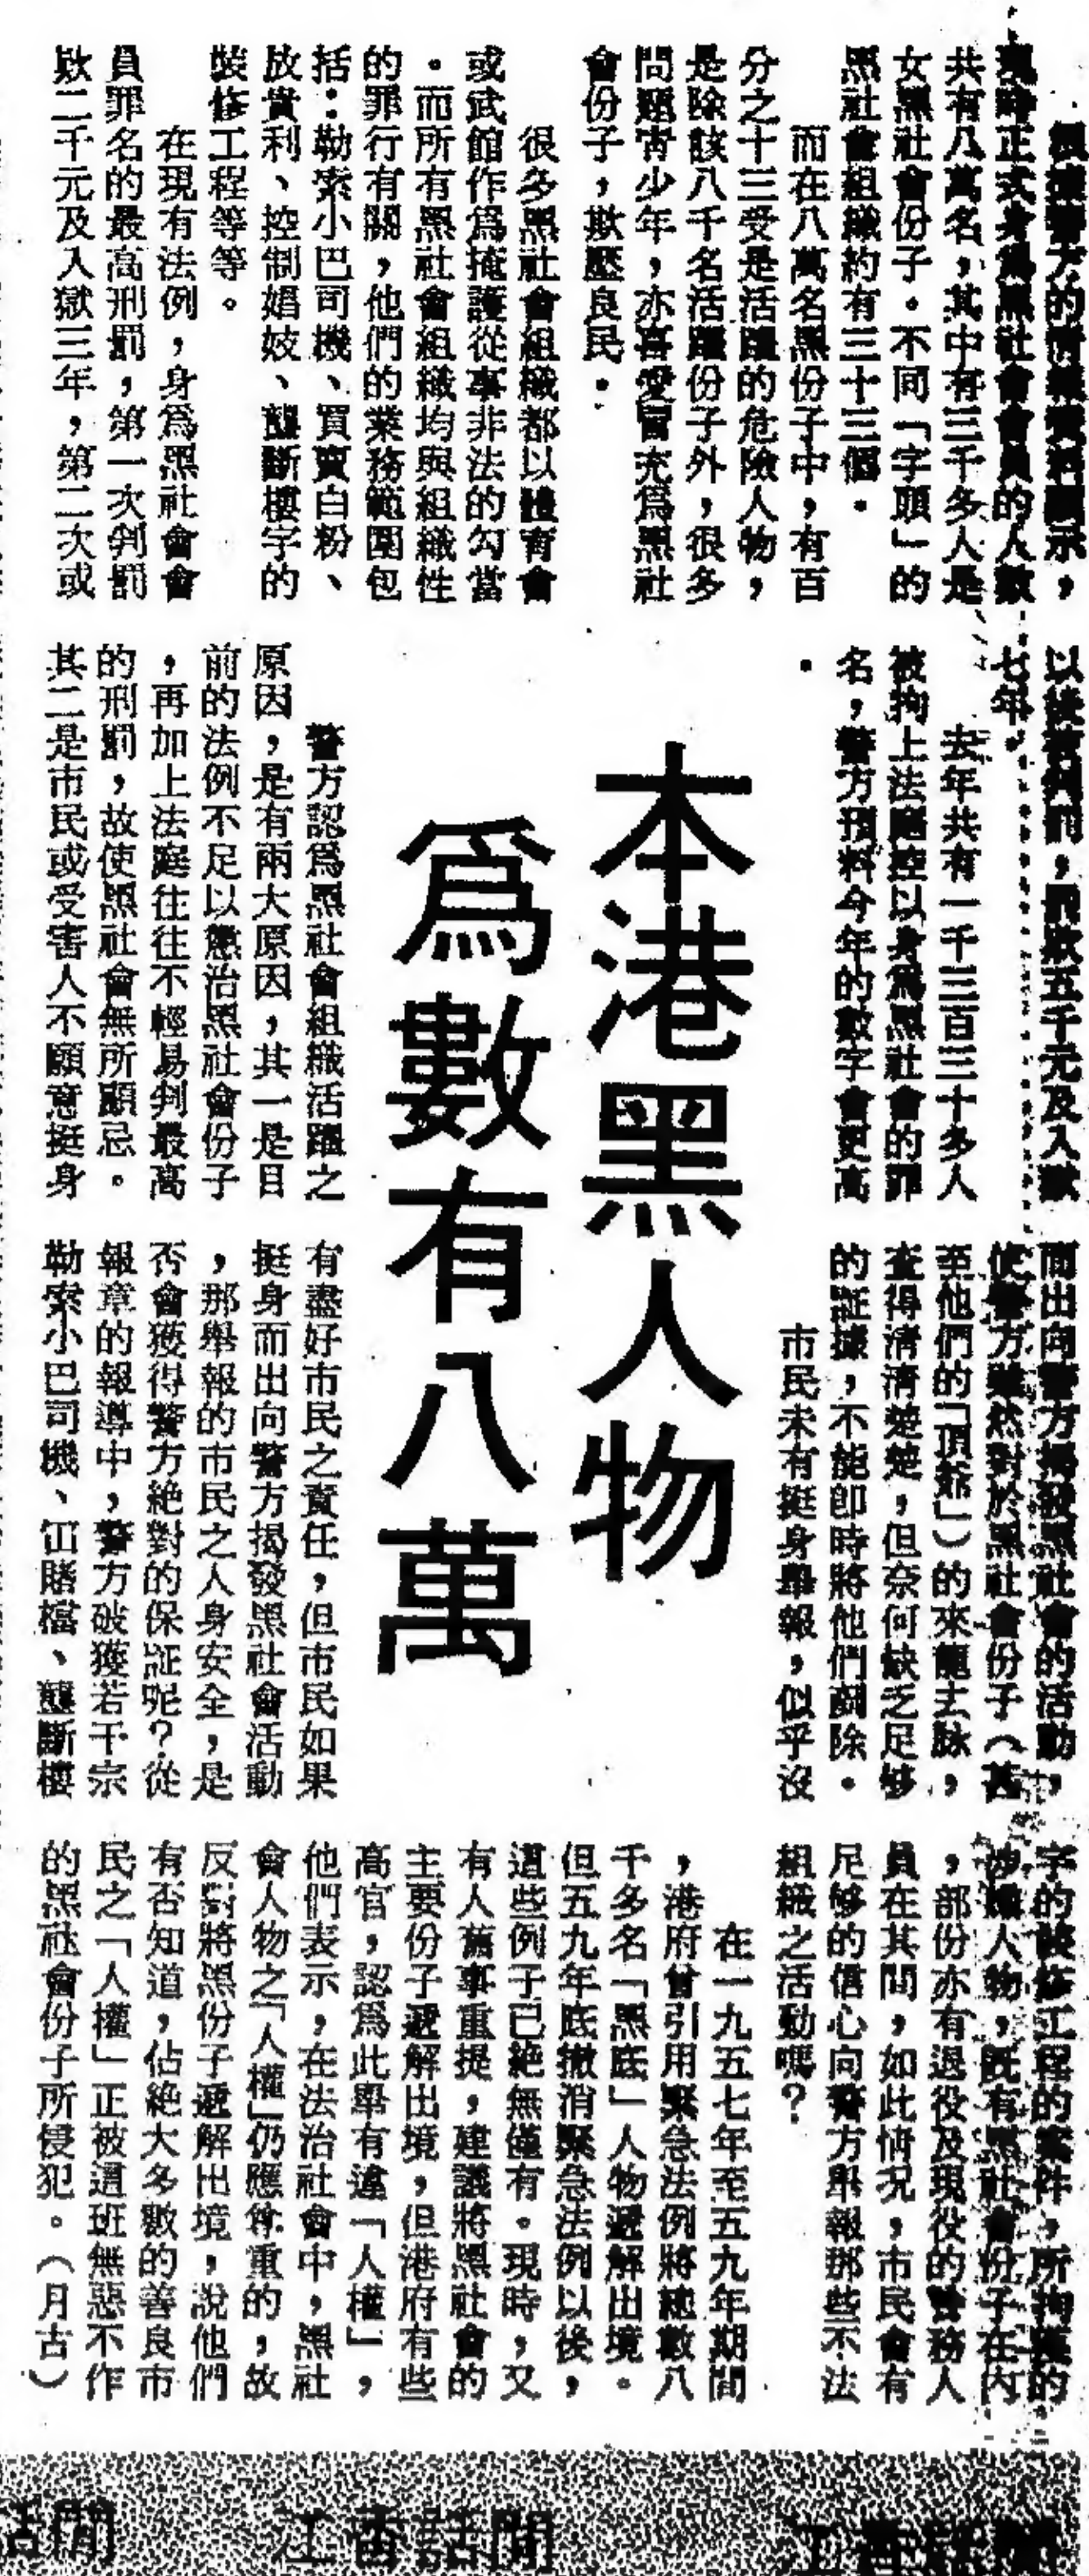 本港黑人物
爲數有八萬
根據警方的情報資料顯示，
現時正式身爲黑社會會員的人數
共有八萬名，其中有三千多人是
女黑社會份子。不同「字頭」的
黑社會組織約有三十三個。
而在八萬名黑份子中，有百
分之十三受是活躍的危險人物，
是除該八千名活躍份子外，很多
問題靑少年，亦喜愛冒充爲黑社
會份子，欺壓良民。
很多黑社會組織都以體育會
或武館作爲掩護從事非法的勾當
。而所有黑社會組織均與組織性
的罪行有關，他們的業務範圍包
括：勒索小巴司機、買賣白粉、
放貴利、控制娼妓、壟斷樓宇的
裝修工程等等。
在現有法例，身爲黑社會會
員罪名的最高刑罰，第一次判罰
欵二千元及入獄三年，第二次或
以後若判罰，罰欵五千元及入獄
七年。
去年共有一千三百三十多人
被拘上法庭控以身爲黑社會的罪
名，警方預料今年的數字會更高
。
警方認爲黑社會組織活躍之
原因，是有兩大原因，其一是目
前的法例不足以懲治黑社會份子
，再加上法庭往往不輕易判最高
的刑罰，故使黑社會無所顧忌。
其二是市民或受害人不願意挺身
而出向警方揭發黑社會的活動，
使警方雖然對於黑社會份子（甚
至他們的「頂爺」）的來龍去脉，
查得清清楚楚，但奈何缺乏足够
的証據，不能卽時將他們剷除。
市民未有挺身舉報，似乎沒
有盡好市民之責任，但市民如果
挺身而出向警方揭發黑社會活動
，那舉報的市民之人身安全，是
否會獲得警方絕對的保証呢？從
報章的報導中，警方破獲若干宗
勒索小巴司機、冚賭檔、壟斷樓
字的裝修工程的案件，所拘獲的
涉嫌人物，旣有黑社會份子在內
，部份亦有退役及現役的警務人
員在其間，如此情况，市民會有
足够的信心向警方舉報那些不法
組織之活動嗎？
在一九五七年至五九年期間
，港府曾引用緊急法例將總數八
千多名「黑底」人物遞解出境。
但五九年底撤消緊急法例以後，
這些例子已絕無僅有。現時，又
有人舊事重提，建議將黑社會的
主要份子遞解出境，但港府有些
高官，認爲此舉有違「人權」，
他們表示，在法治社會中，黑社
會人物之「人權」仍應尊重的，故
反對將黑份子遞解出境，說他們
有否知道，佔絕大多數的善良市
民之「人權」正被這班無惡不作
的黑社會份子所侵犯。（月古）
話閒 江香話閒 江香話閒